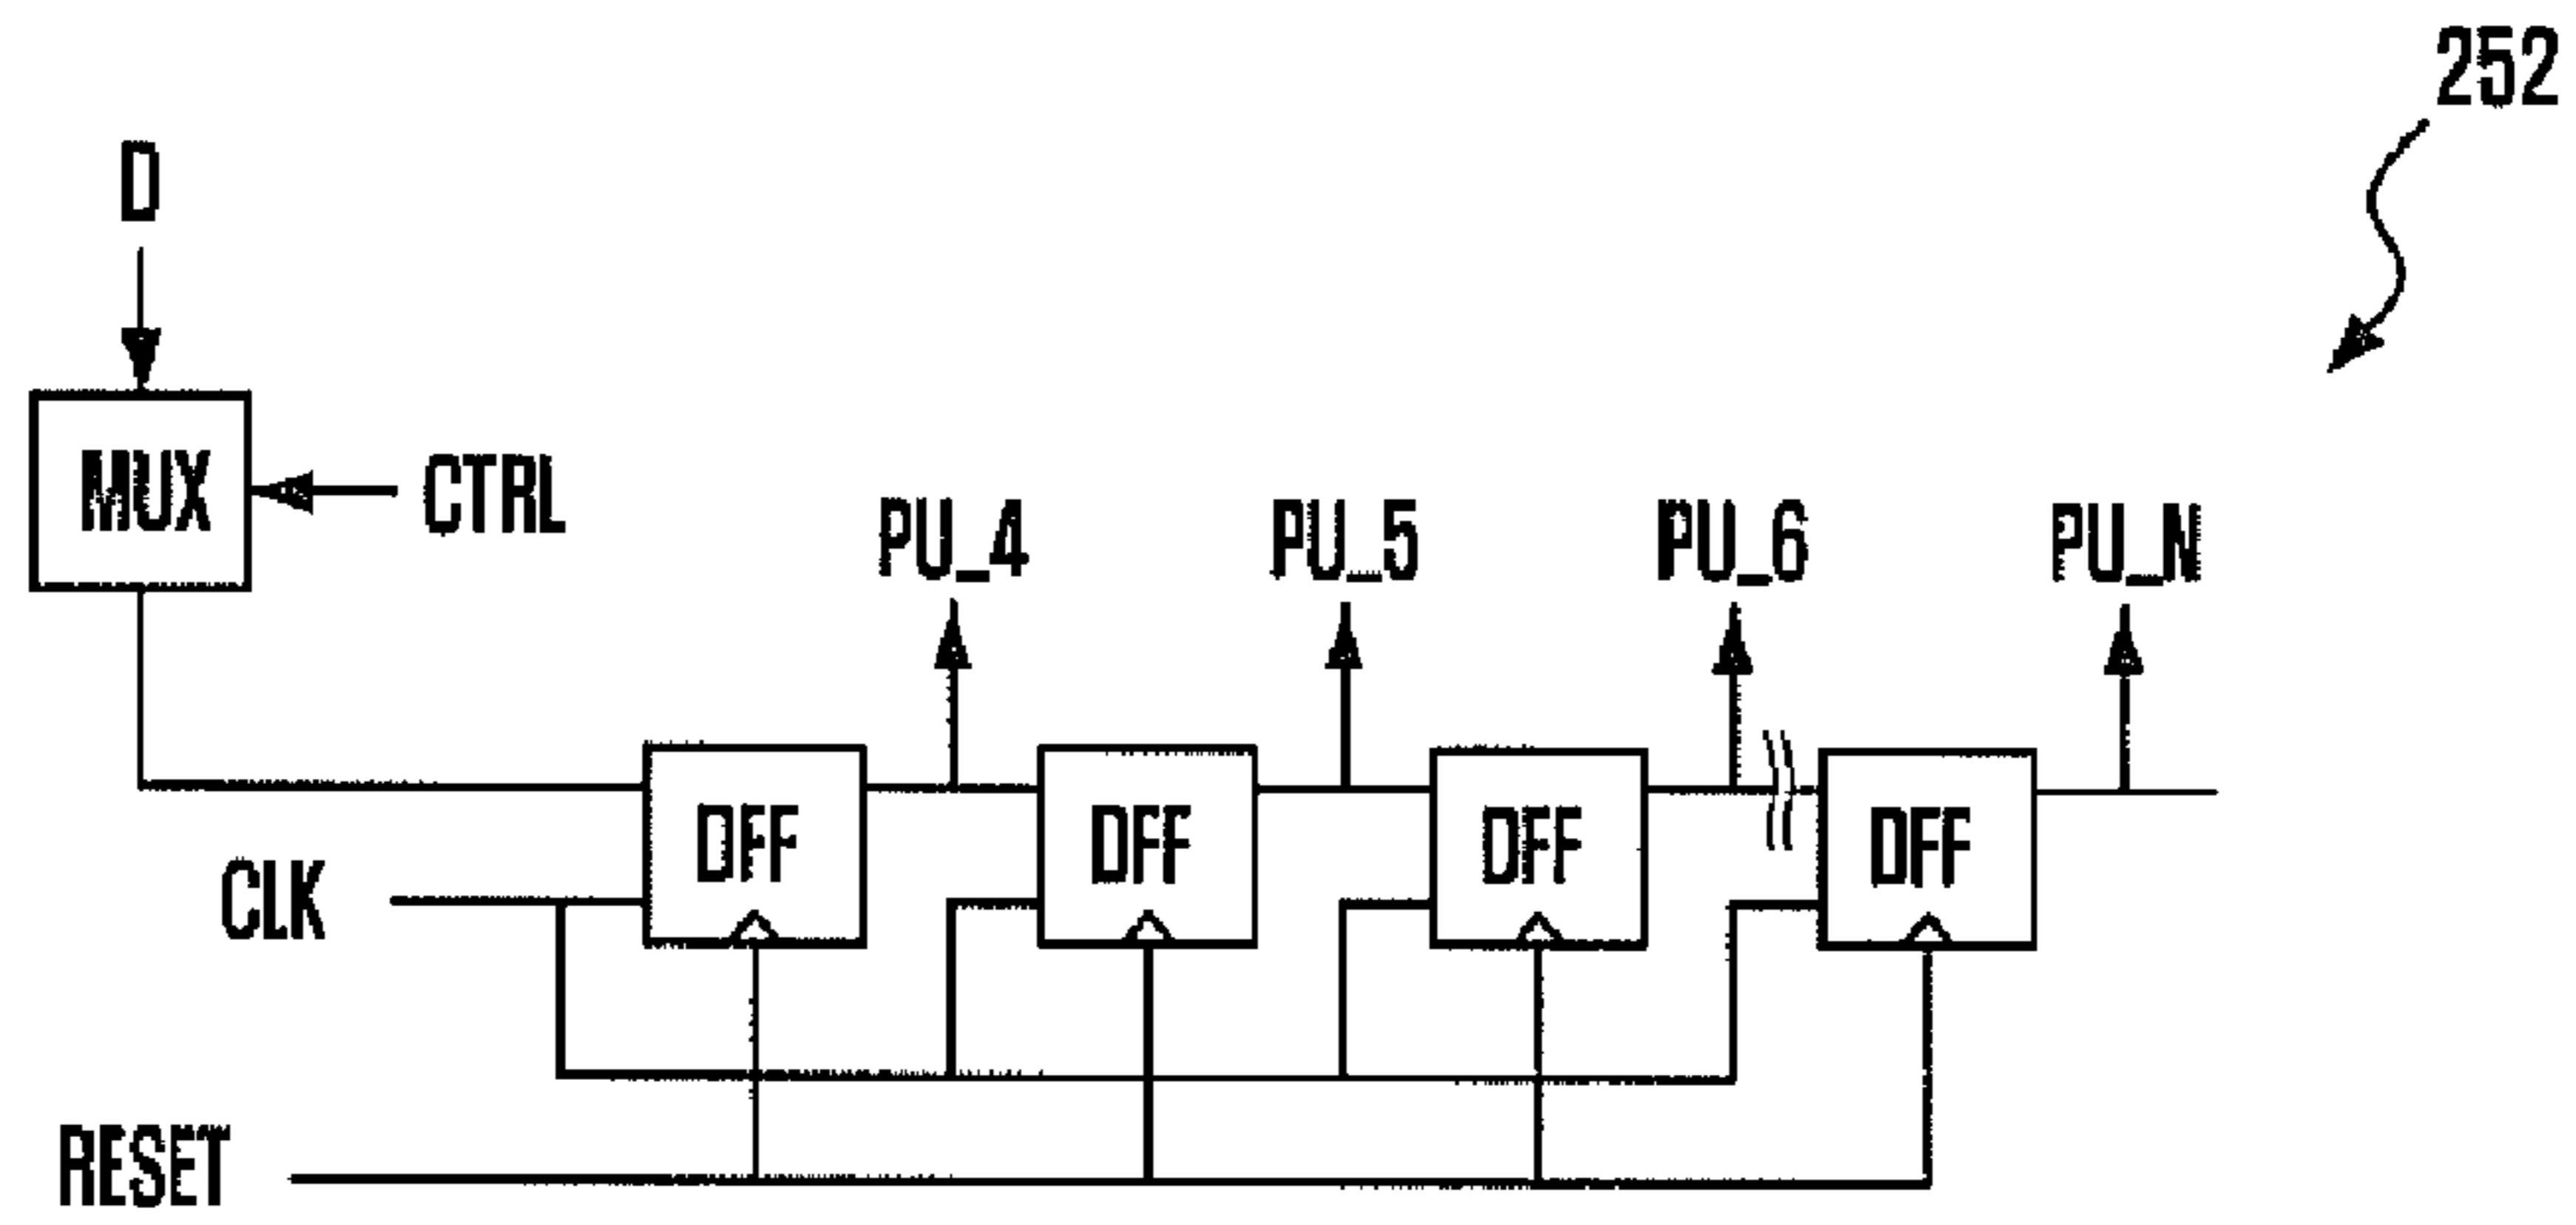 252
D
MUX
CTRL
PU_4
PU_5
PU_6
PU_N
DFF
DFF
DFF
DFF
CLK
RESET